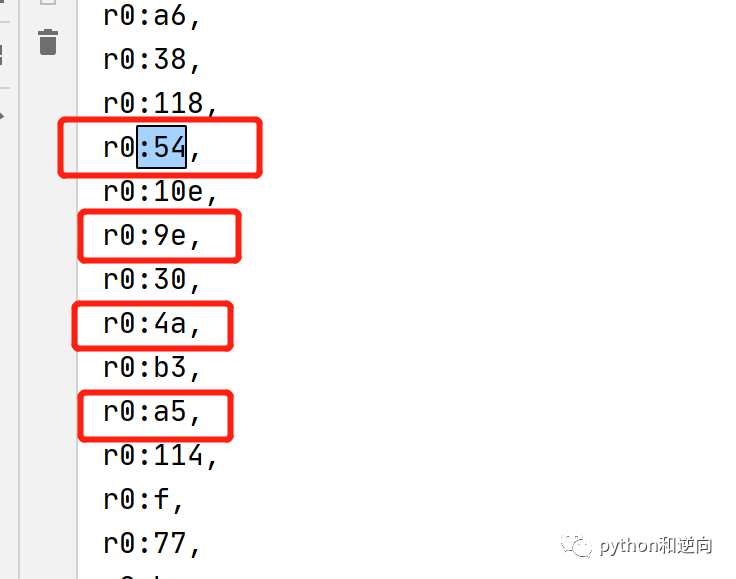 r0:a6,
r0:38,
r0:118,
r0:54,
r0:10e,
r0:9e,
r0:30,
r0:4a,
r0:b3,
r0:a5,
r0:114,
r0:f,
r0:77,
python和逆向